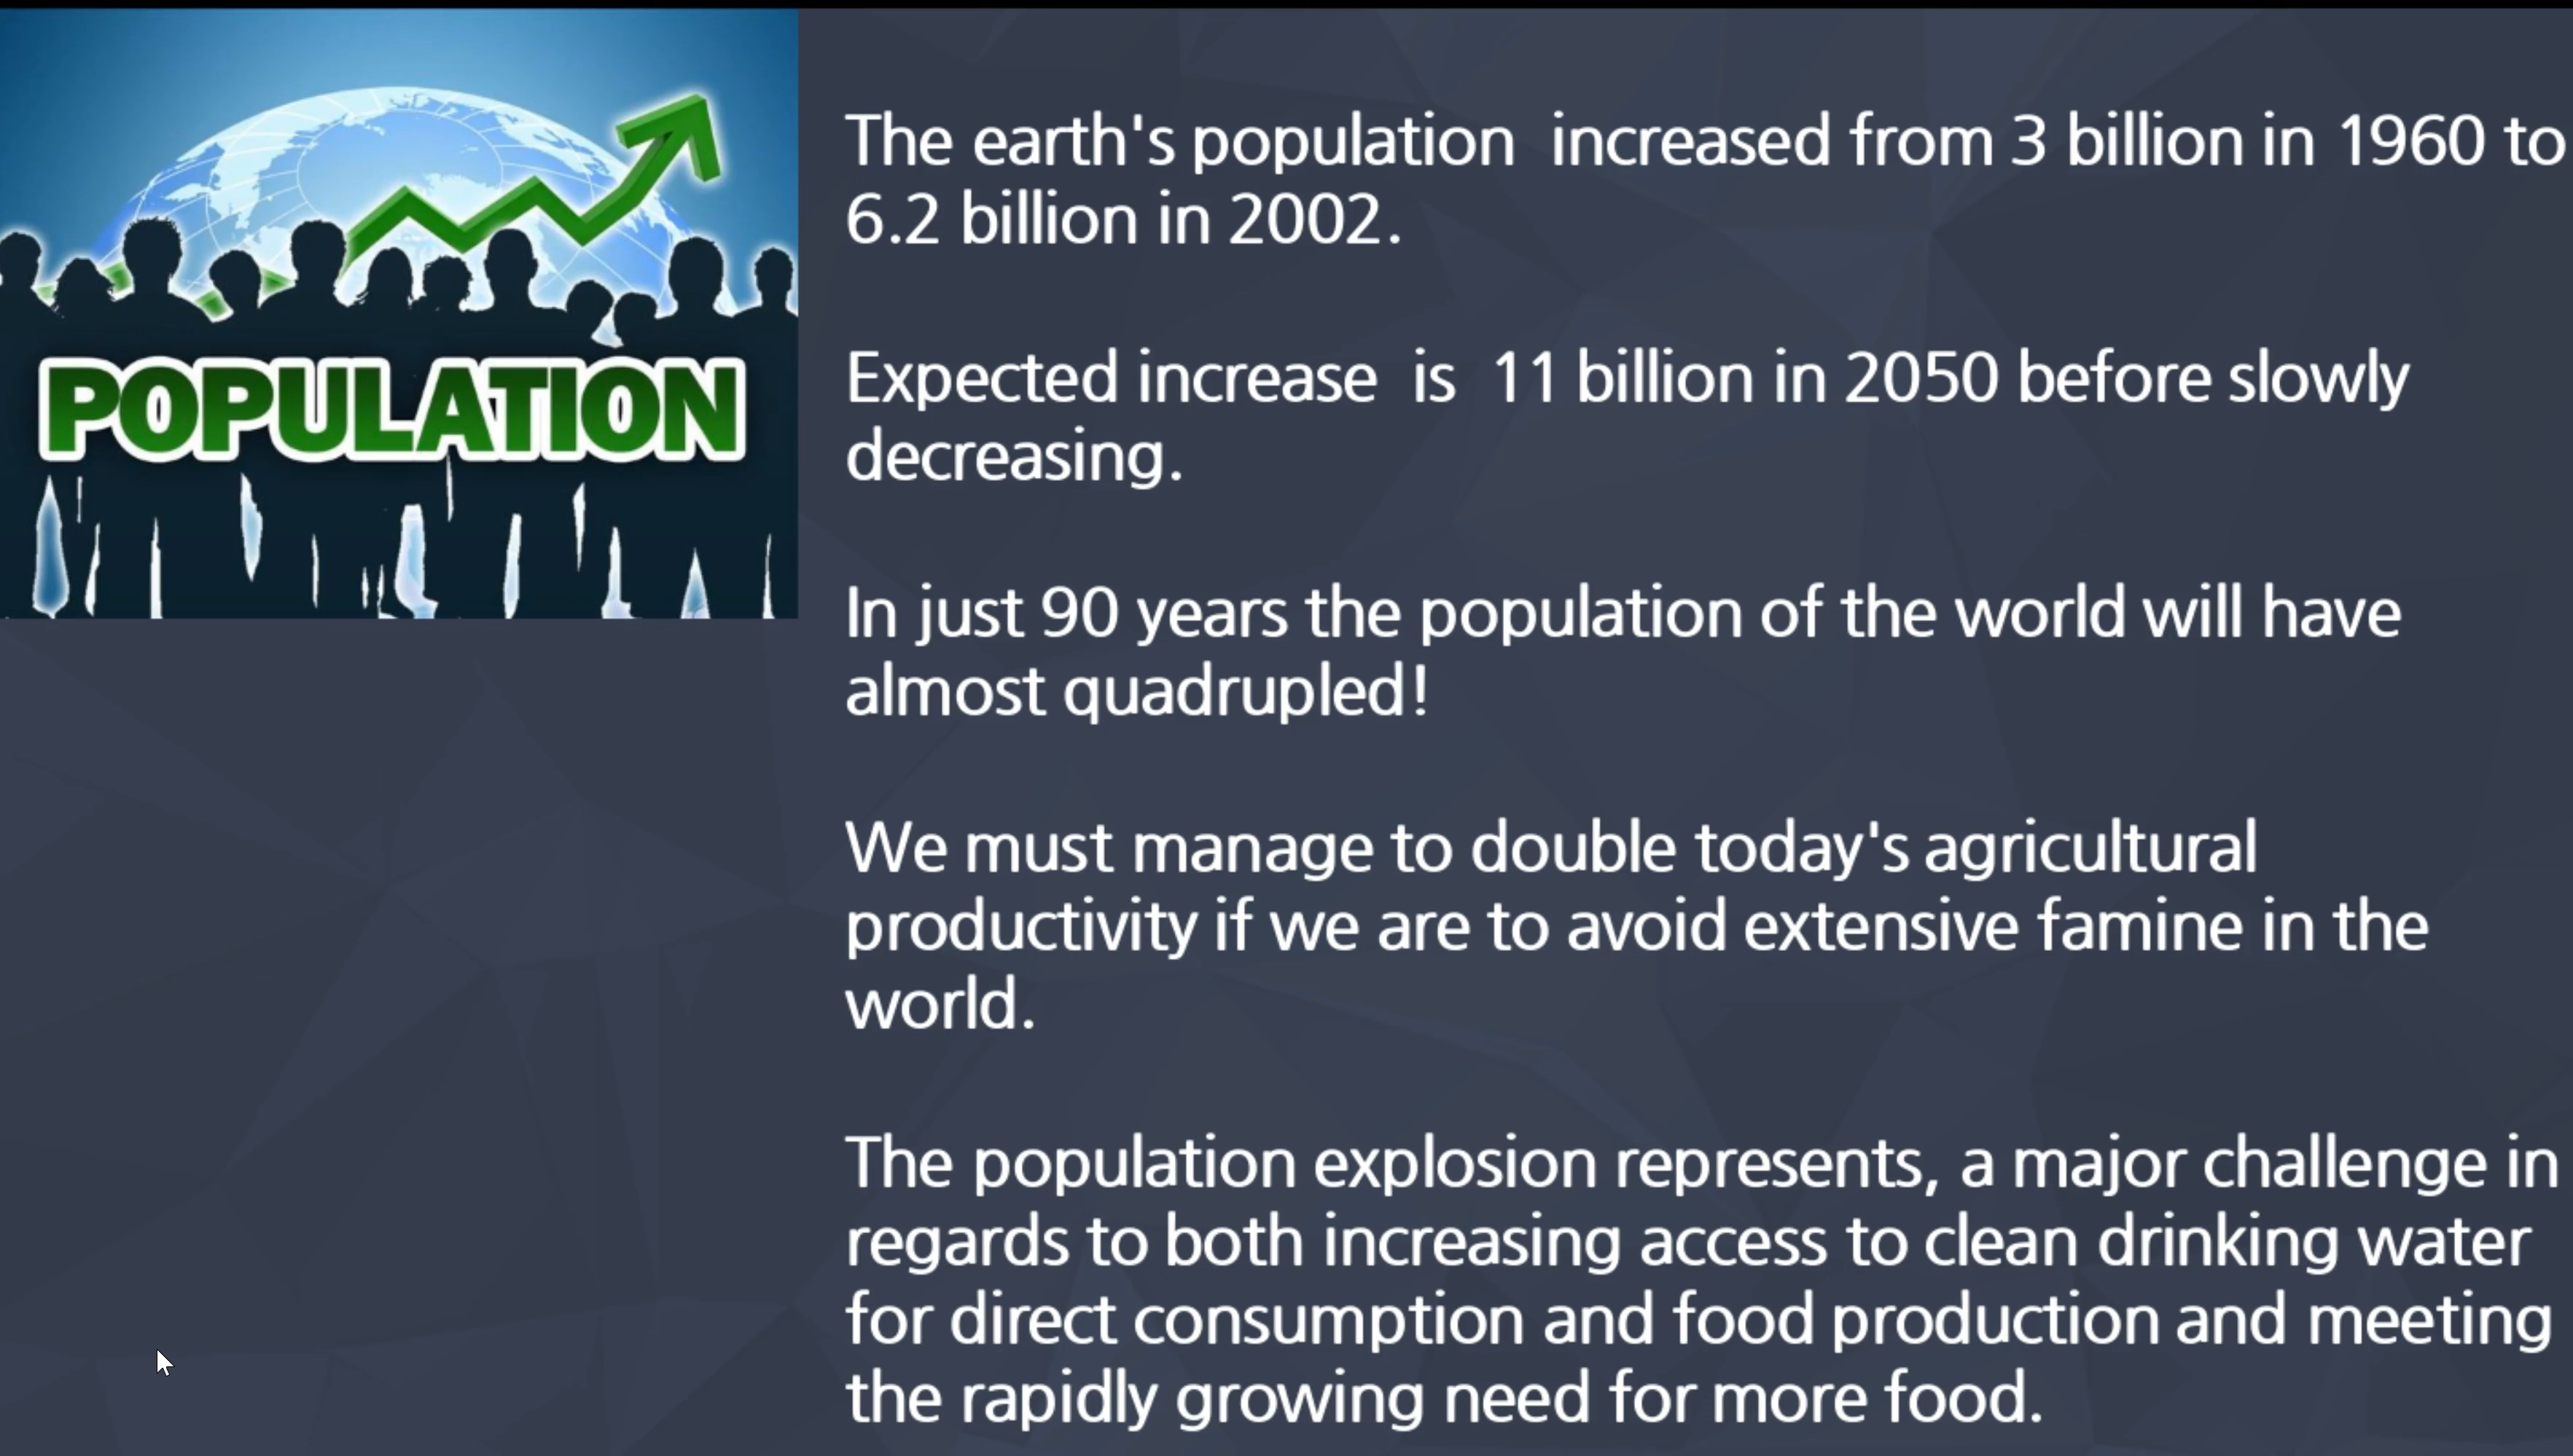 POPULATION
The earth's population  increased from 3 billion in 1960 to
6.2 billion in 2002.
Expected increase  is  11 billion in 2050 before slowly
decreasing.
In just 90 years the population of the world will have
almost quadrupled!
We must manage to double today's agricultural
productivity if we are to avoid extensive famine in the
world.
The population explosion represents, a major challenge in
regards to both increasing access to clean drinking water
for direct consumption and food production and meeting
the rapidly growing need for more food.